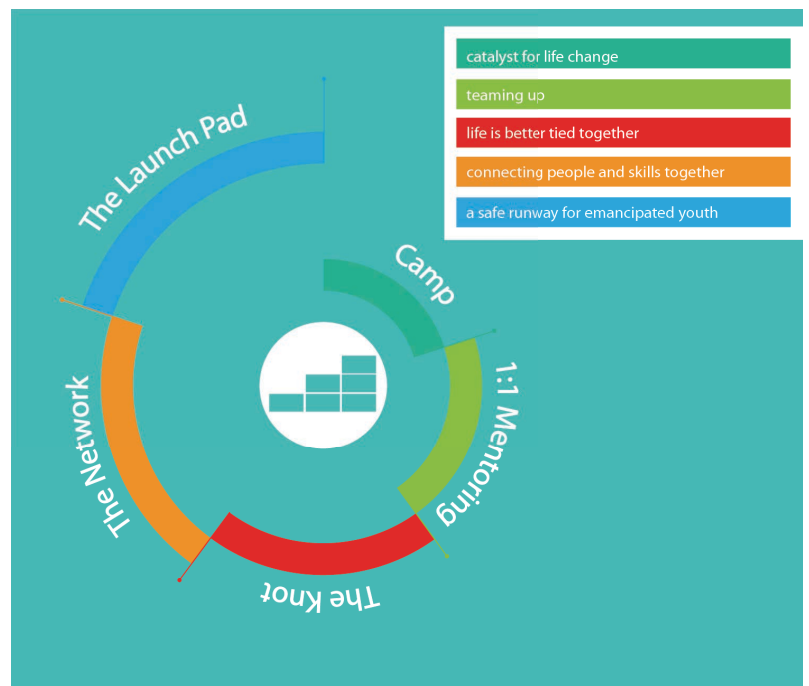 catalyst for life change
teaming up
life is better tied together
connecting people and skills together
a safe runway for emancipated youth
Camp
1:1 Mentoring
The Knot
The Network
The Launch Pad